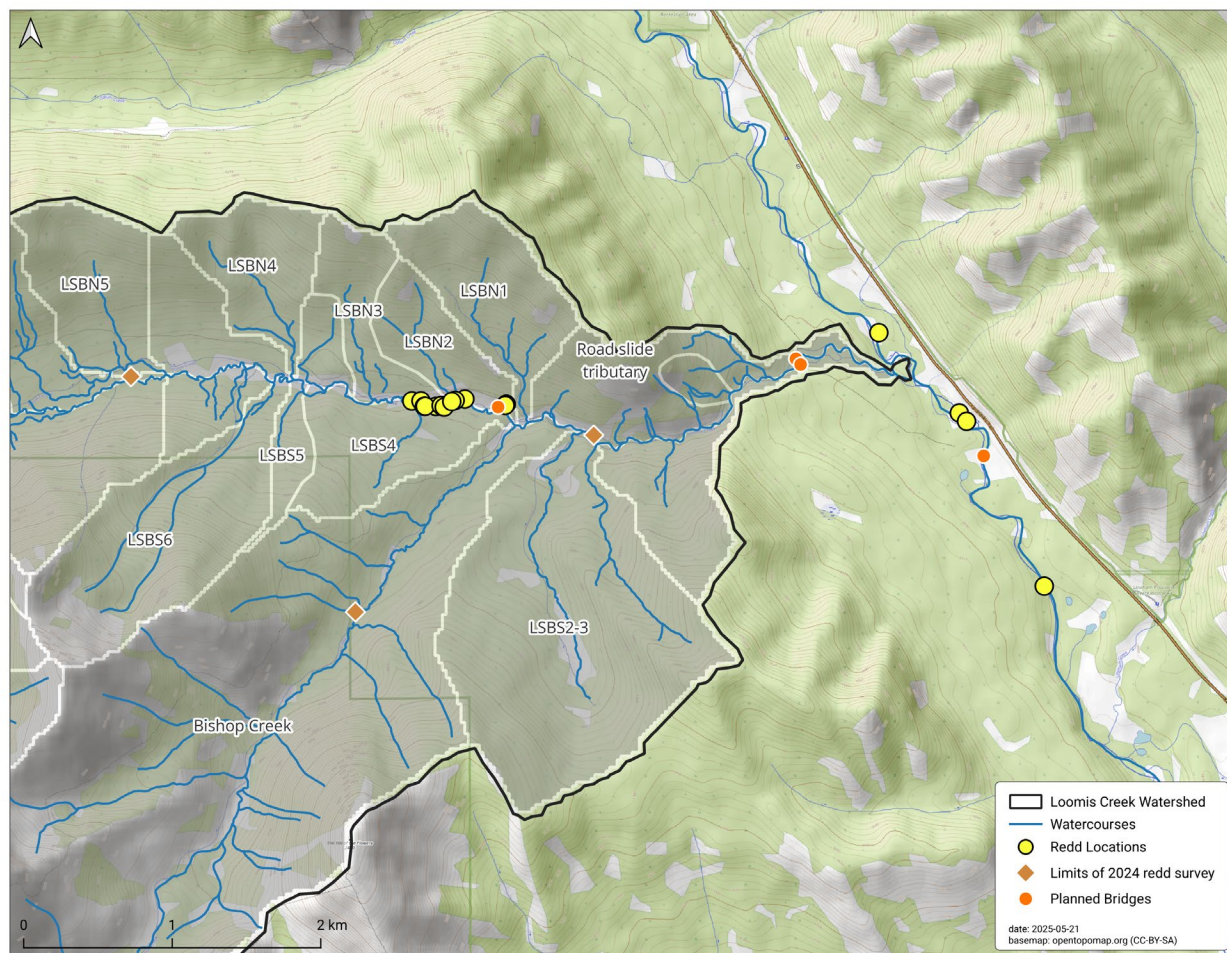 LSBN5
LSBN4
LSBN1
LSBN3
LSBN2
Road slide
tributary
LSBS4
LSBS5
LSBS6
LSBS2-3
Bishop Creek
Loomis Creek Watershed
Watercourses
Redd Locations
Limits of 2024 redd survey
Planned Bridges
date: 2025-05-21
basemap: opentopomap.org (CC-BY-SA)
0 1 2 km